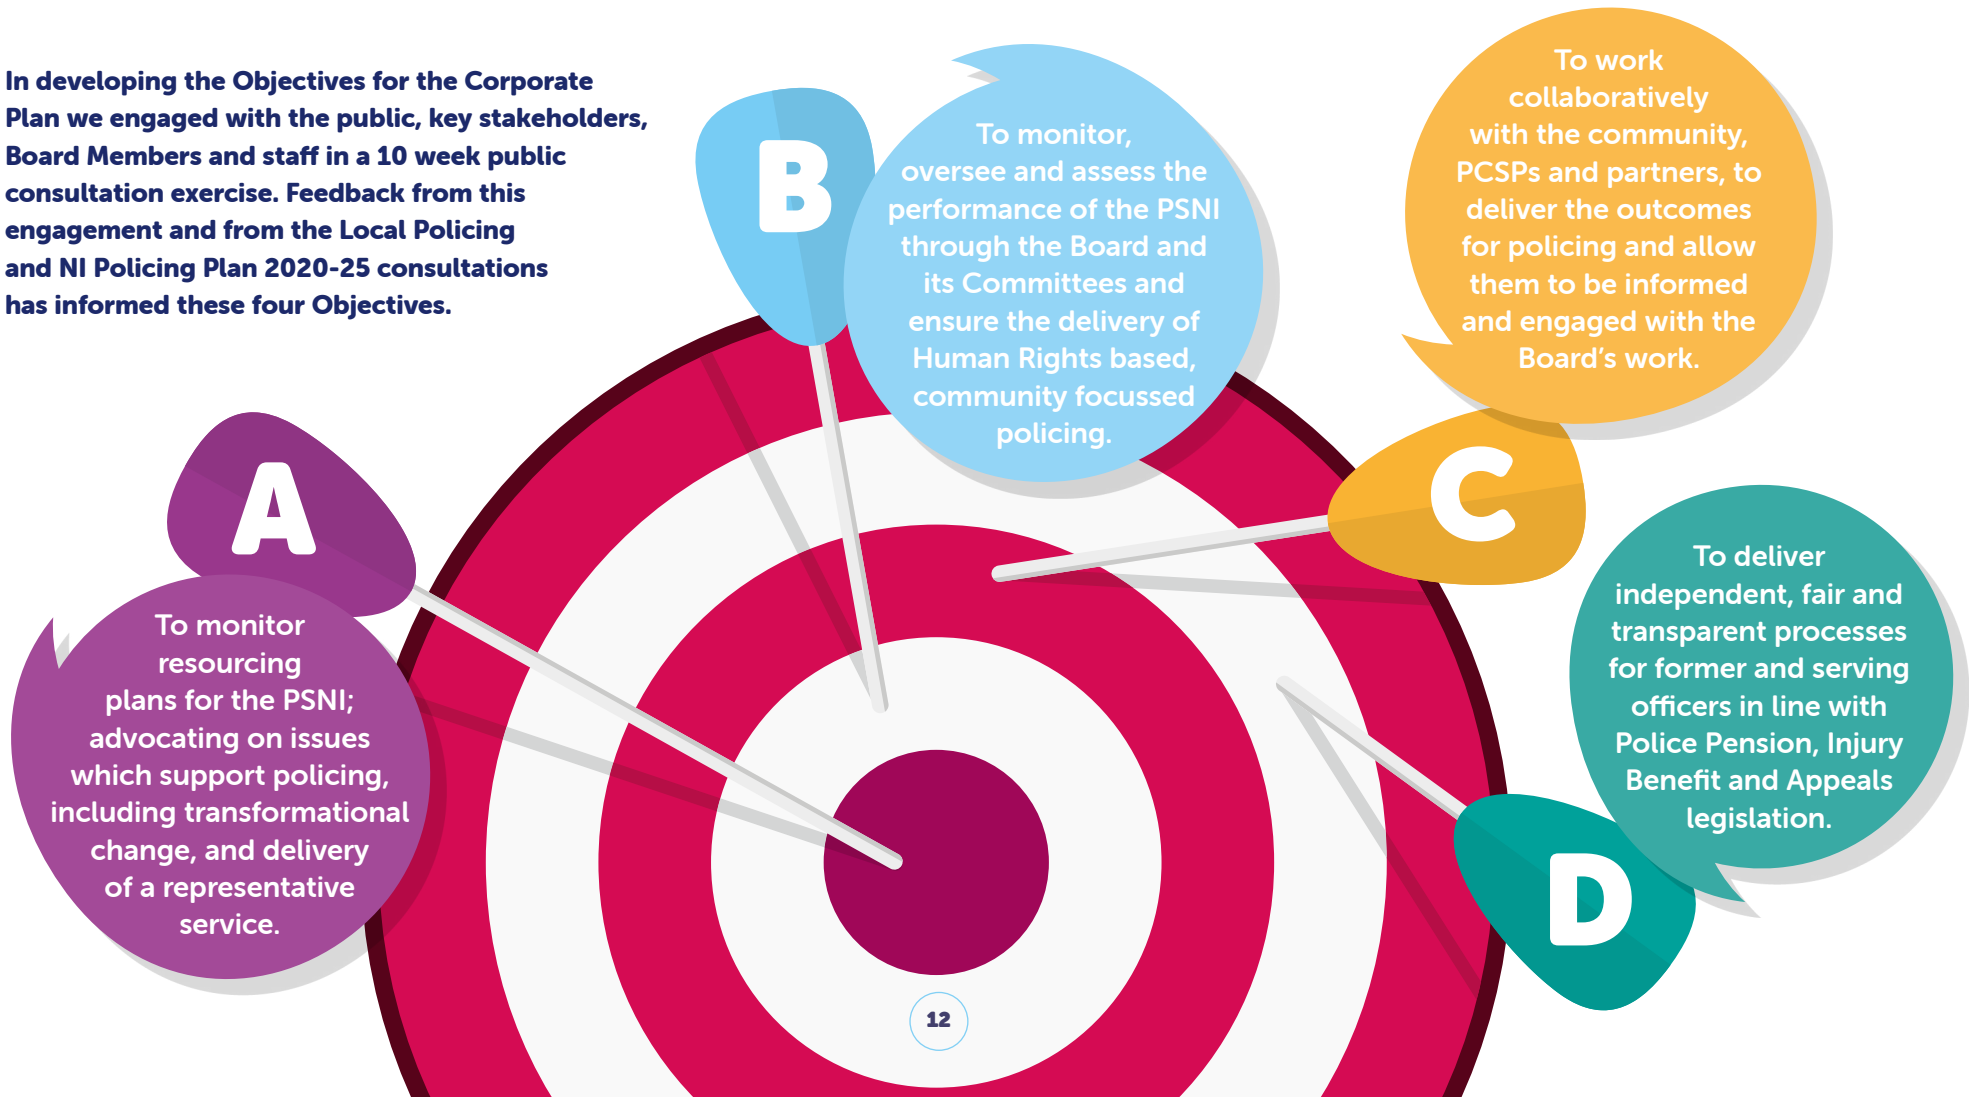 In developing the Objectives for the Corporate
Plan we engaged with the public, key stakeholders,
Board Members and staff in a 10 week public
consultation exercise. Feedback from this
engagement and from the Local Policing
and NI Policing Plan 2020-25 consultations
has informed these four Objectives.
A
To monitor
resourcing
plans for the PSNI;
advocating on issues
which support policing,
including transformational
change, and delivery
of a representative
service.
B
To monitor,
oversee and assess the
performance of the PSNI
through the Board and
its Committees and
ensure the delivery of
Human Rights based,
community focussed
policing.
C
To work
collaboratively
with the community,
PCSPs and partners, to
deliver the outcomes
for policing and allow
them to be informed
and engaged with the
Board’s work.
D
To deliver
independent, fair and
transparent processes
for former and serving
officers in line with
Police Pension, Injury
Benefit and Appeals
legislation.
12